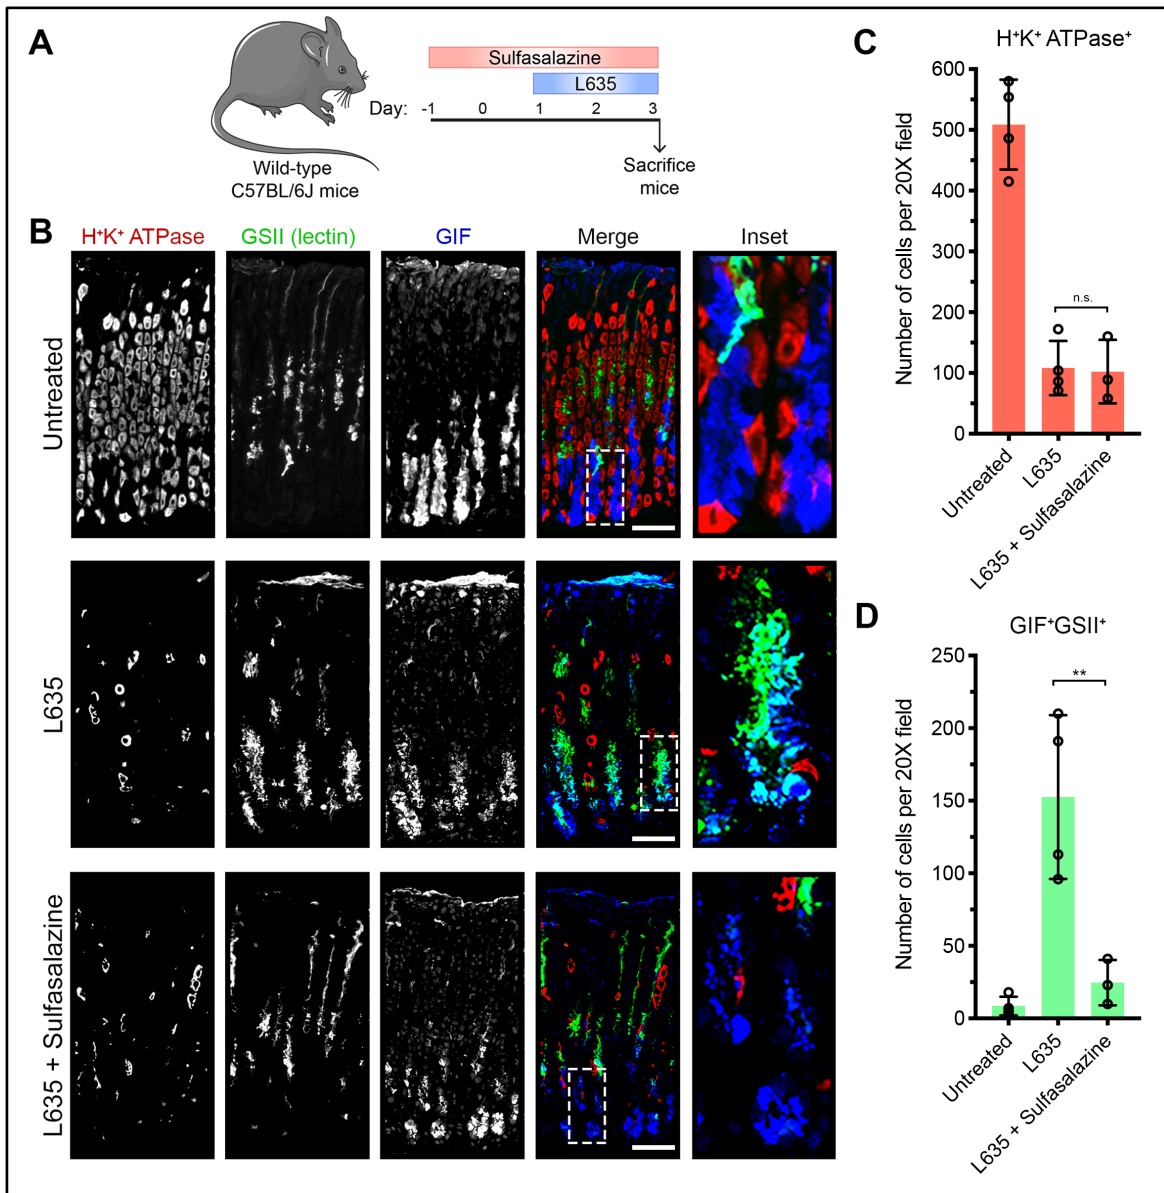 A
Sulfasalazine
L635
Day: -1 0 1 2 3
Wild-type
C57BL/6J mice
Sacrifice
mice
B
H⁺K⁺ ATPase GSII (lectin) GIF Merge Inset
Untreated
L635
L635 + Sulfasalazine
C
H⁺K⁺ ATPase⁺
Number of cells per 20X field
600
500
400
300
200
100
0
n.s.
Untreated
L635
L635 + Sulfasalazine
D
GIF⁺GSII⁺
Number of cells per 20X field
250
200
150
100
50
0
**
Untreated
L635
L635 + Sulfasalazine